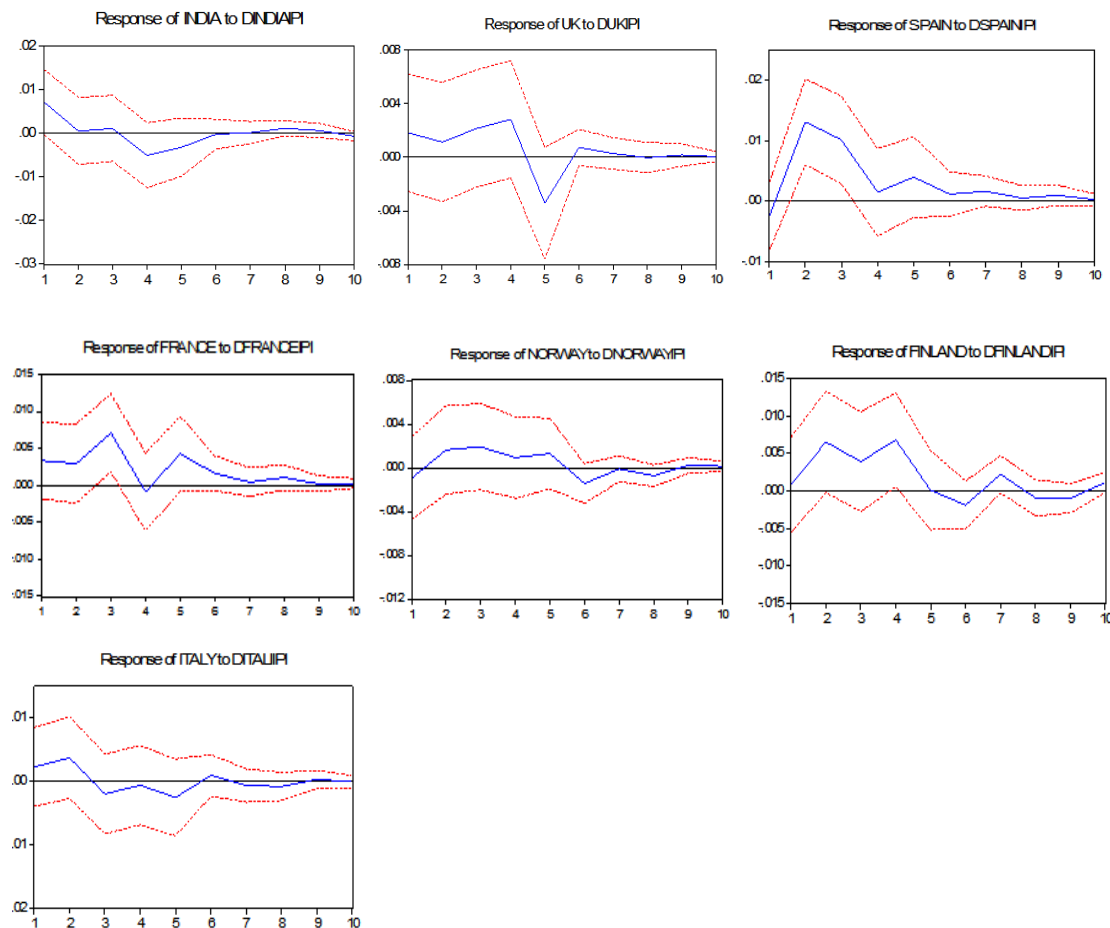 Response of INDIA to DINDIAIPI
.02
.01
.00
-.01
-.02
-.03
1 2 3 4 5 6 7 8 9 10
Response of UK to DUKIPI
.008
.004
.000
-.004
-.008
1 2 3 4 5 6 7 8 9 10
Response of SPAIN to DSPAINIPI
.02
.01
.00
-.01
1 2 3 4 5 6 7 8 9 10
Response of FRANCE to DFRANCEIPI
.015
.010
.005
.000
-.005
-.010
-.015
1 2 3 4 5 6 7 8 9 10
Response of NORWAY to DNORWAYIPI
.008
.004
.000
-.004
-.008
-.012
1 2 3 4 5 6 7 8 9 10
Response of FINLAND to DFINLANDIPI
.015
.010
.005
.000
-.005
-.010
-.015
1 2 3 4 5 6 7 8 9 10
Response of ITALY to DITALIIPI
.01
.00
.01
.02
1 2 3 4 5 6 7 8 9 10